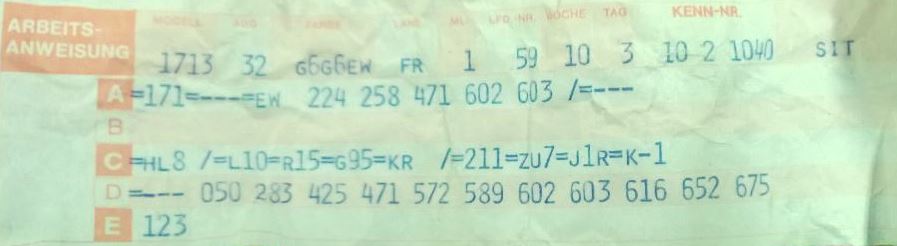 MODELL AUG FARBE LAND ML LFD.-NR. WOCHE TAG KENN-NR.
ARBEITS-
ANWEISUNG
1713 32 G6G6EW FR 1 59 10 3 10 2 1040 SIT
A =171=---=EW 224 258 471 602 603 /=---
B
C =HL8 /=L10=R15=G95=KR /=211=ZU7=J1R=K-1
D =--- 050 283 425 471 572 589 602 603 616 652 675
E 123